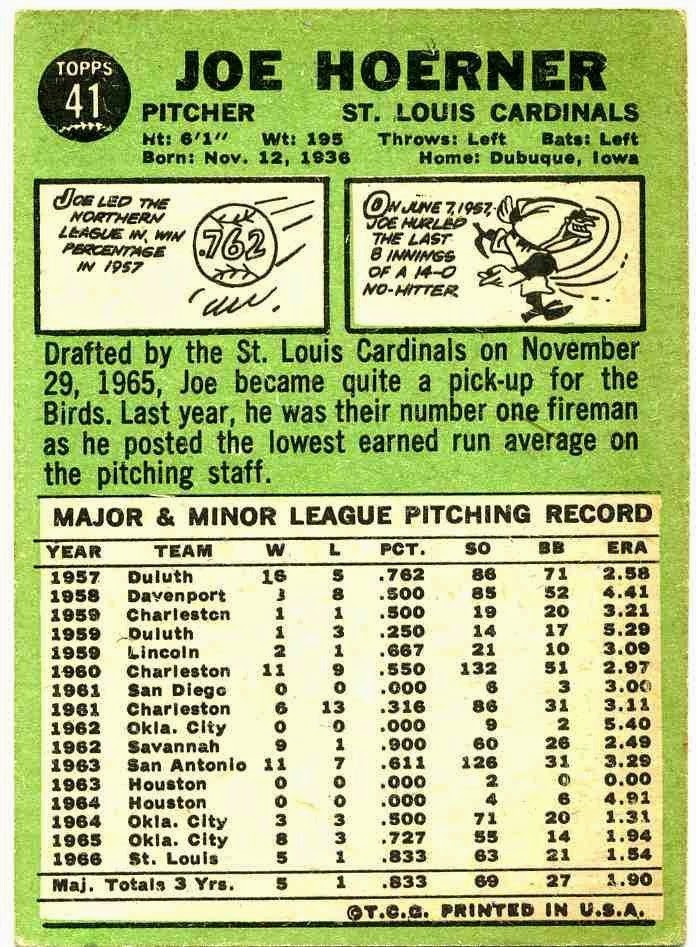 TOPPS
41
JOE HOERNER
PITCHER ST. LOUIS CARDINALS
Ht: 6'1" Wt: 195 Throws: Left Bats: Left
Born: Nov. 12, 1936 Home: Dubuque, Iowa
JOE LED THE
NORTHERN
LEAGUE IN WIN
PERCENTAGE
IN 1957
.762
ON JUNE 7, 1957,
JOE HURLED
THE LAST
8 INNINGS
OF A 14-0
NO-HITTER
Drafted by the St. Louis Cardinals on November
29, 1965, Joe became quite a pick-up for the
Birds. Last year, he was their number one fireman
as he posted the lowest earned run average on
the pitching staff.
MAJOR & MINOR LEAGUE PITCHING RECORD
YEAR TEAM W L PCT. SO BB ERA
1957 Duluth 16 5 .762 86 71 2.58
1958 Davenport 8 .500 85 52 4.41
1959 Charleston 1 1 .500 19 20 3.21
1959 Duluth 1 3 .250 14 17 5.29
1959 Lincoln 2 1 .667 21 10 3.09
1960 Charleston 11 9 .550 132 51 2.97
1961 San Diego 0 0 .000 6 3 3.00
1961 Charleston 6 13 .316 86 31 3.11
1962 Okla. City 0 0 .000 9 2 5.40
1962 Savannah 9 1 .900 60 26 2.49
1963 San Antonio 11 7 .611 126 31 3.29
1963 Houston 0 0 .000 2 0 0.00
1964 Houston 0 0 .000 4 6 4.91
1964 Okla. City 3 3 .500 71 20 1.31
1965 Okla. City 8 3 .727 55 14 1.94
1966 St. Louis 5 1 .833 63 21 1.54
Maj. Totals 3 Yrs. 5 1 .833 69 27 1.90
©T.C.G. PRINTED IN U.S.A.